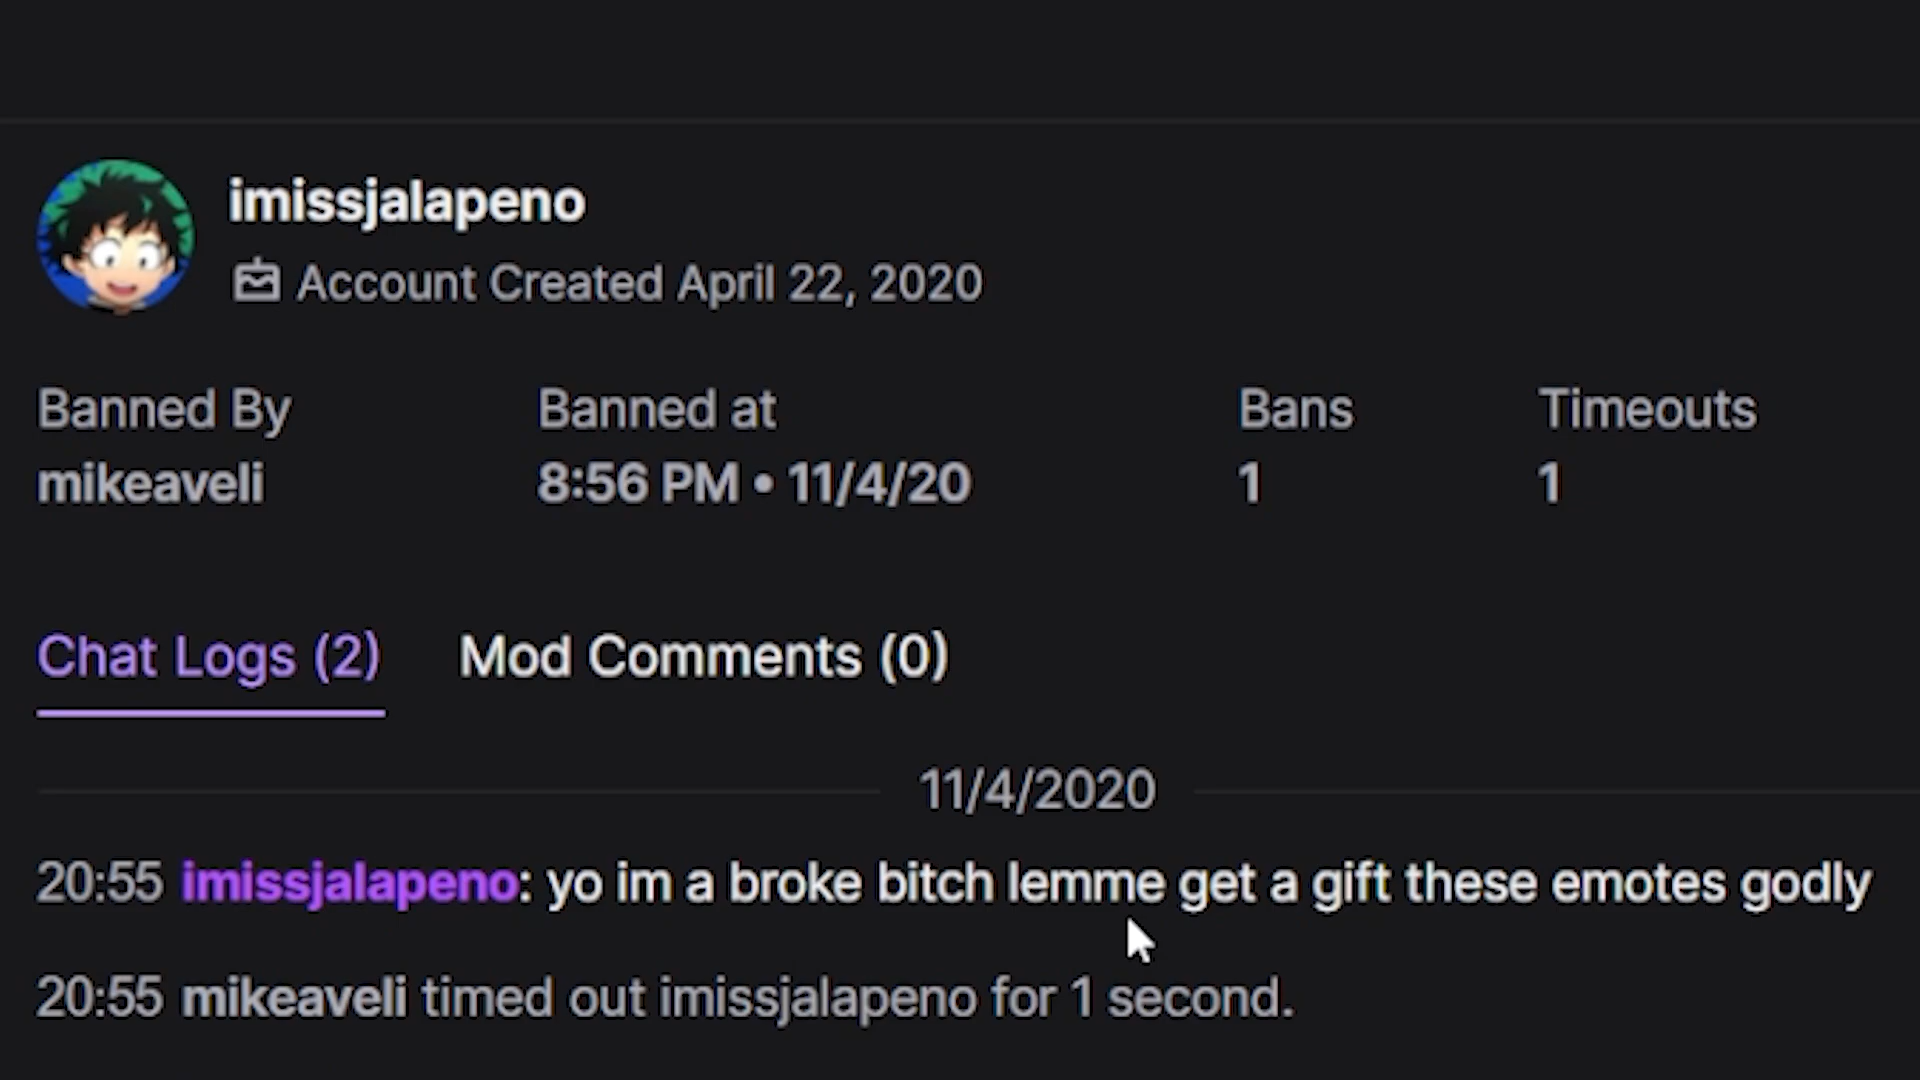 imissjalapeno
Account Created April 22, 2020
Banned By Banned at Bans Timeouts
mikeaveli 8:56 PM • 11/4/20 1 1
Chat Logs (2) Mod Comments (0)
11/4/2020
20:55 imissjalapeno: yo im a broke bitch lemme get a gift these emotes godly
20:55 mikeaveli timed out imissjalapeno for 1 second.